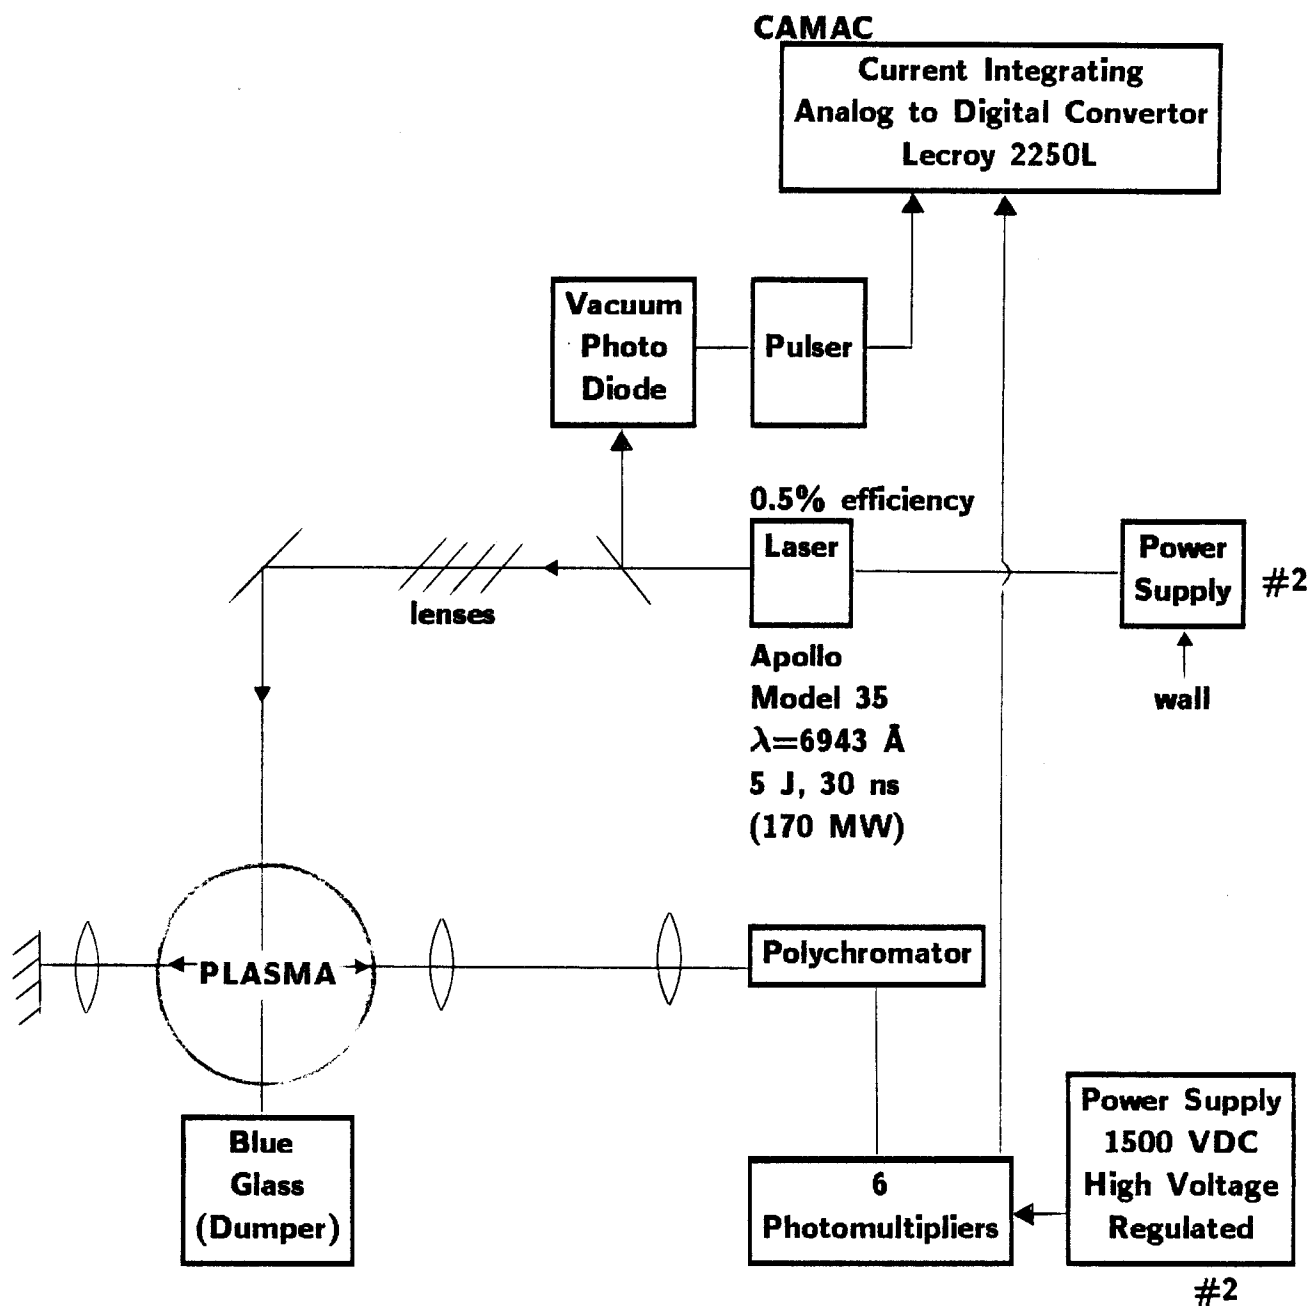 CAMAC
Current Integrating
Analog to Digital Convertor
Lecroy 2250L
Vacuum
Photo
Diode
Pulser
0.5% efficiency
Laser
Power
Supply
#2
wall
lenses
Apollo
Model 35
λ=6943 Å
5 J, 30 ns
(170 MW)
PLASMA
Polychromator
Blue
Glass
(Dumper)
6
Photomultipliers
Power Supply
1500 VDC
High Voltage
Regulated
#2